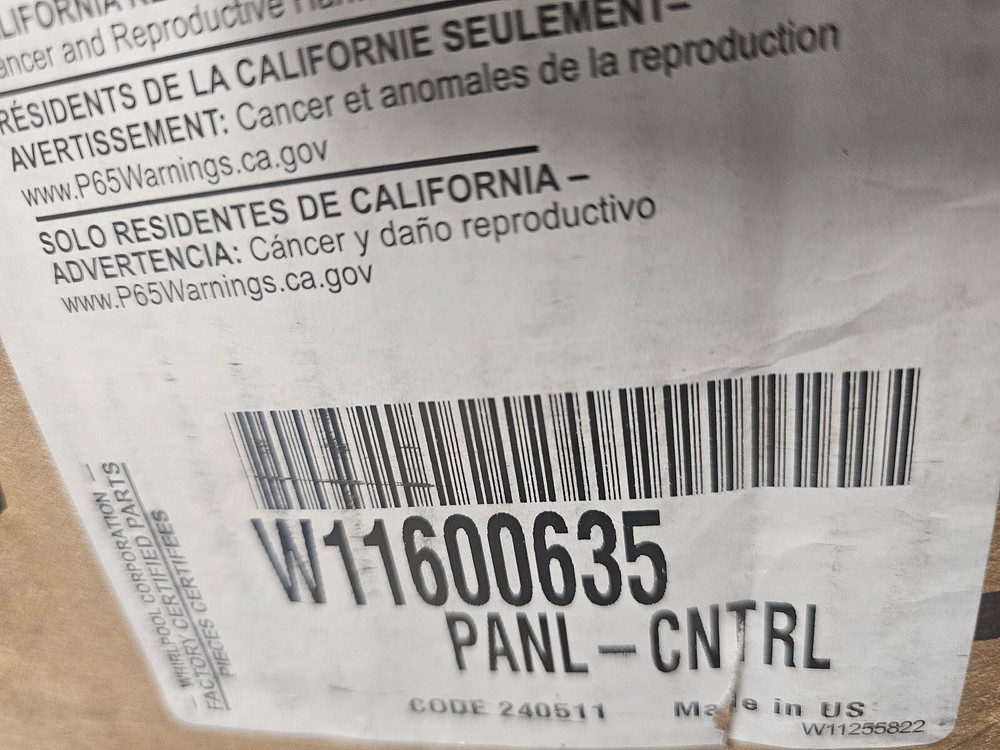 RÉSIDENTS DE LA CALIFORNIE SEULEMENT–
ancer and Reproductive
AVERTISSEMENT: Cancer et anomales de la reproduction
www.P65Warnings.ca.gov
SOLO RESIDENTES DE CALIFORNIA –
ADVERTENCIA: Cáncer y daño reproductivo
www.P65Warnings.ca.gov
– WHIRLPOOL CORPORATION –
FACTORY CERTIFIED PARTS
PIECES CERTIFIEES
W11600635
PANL-CNTRL
CODE 240511 Made in US
W11255822